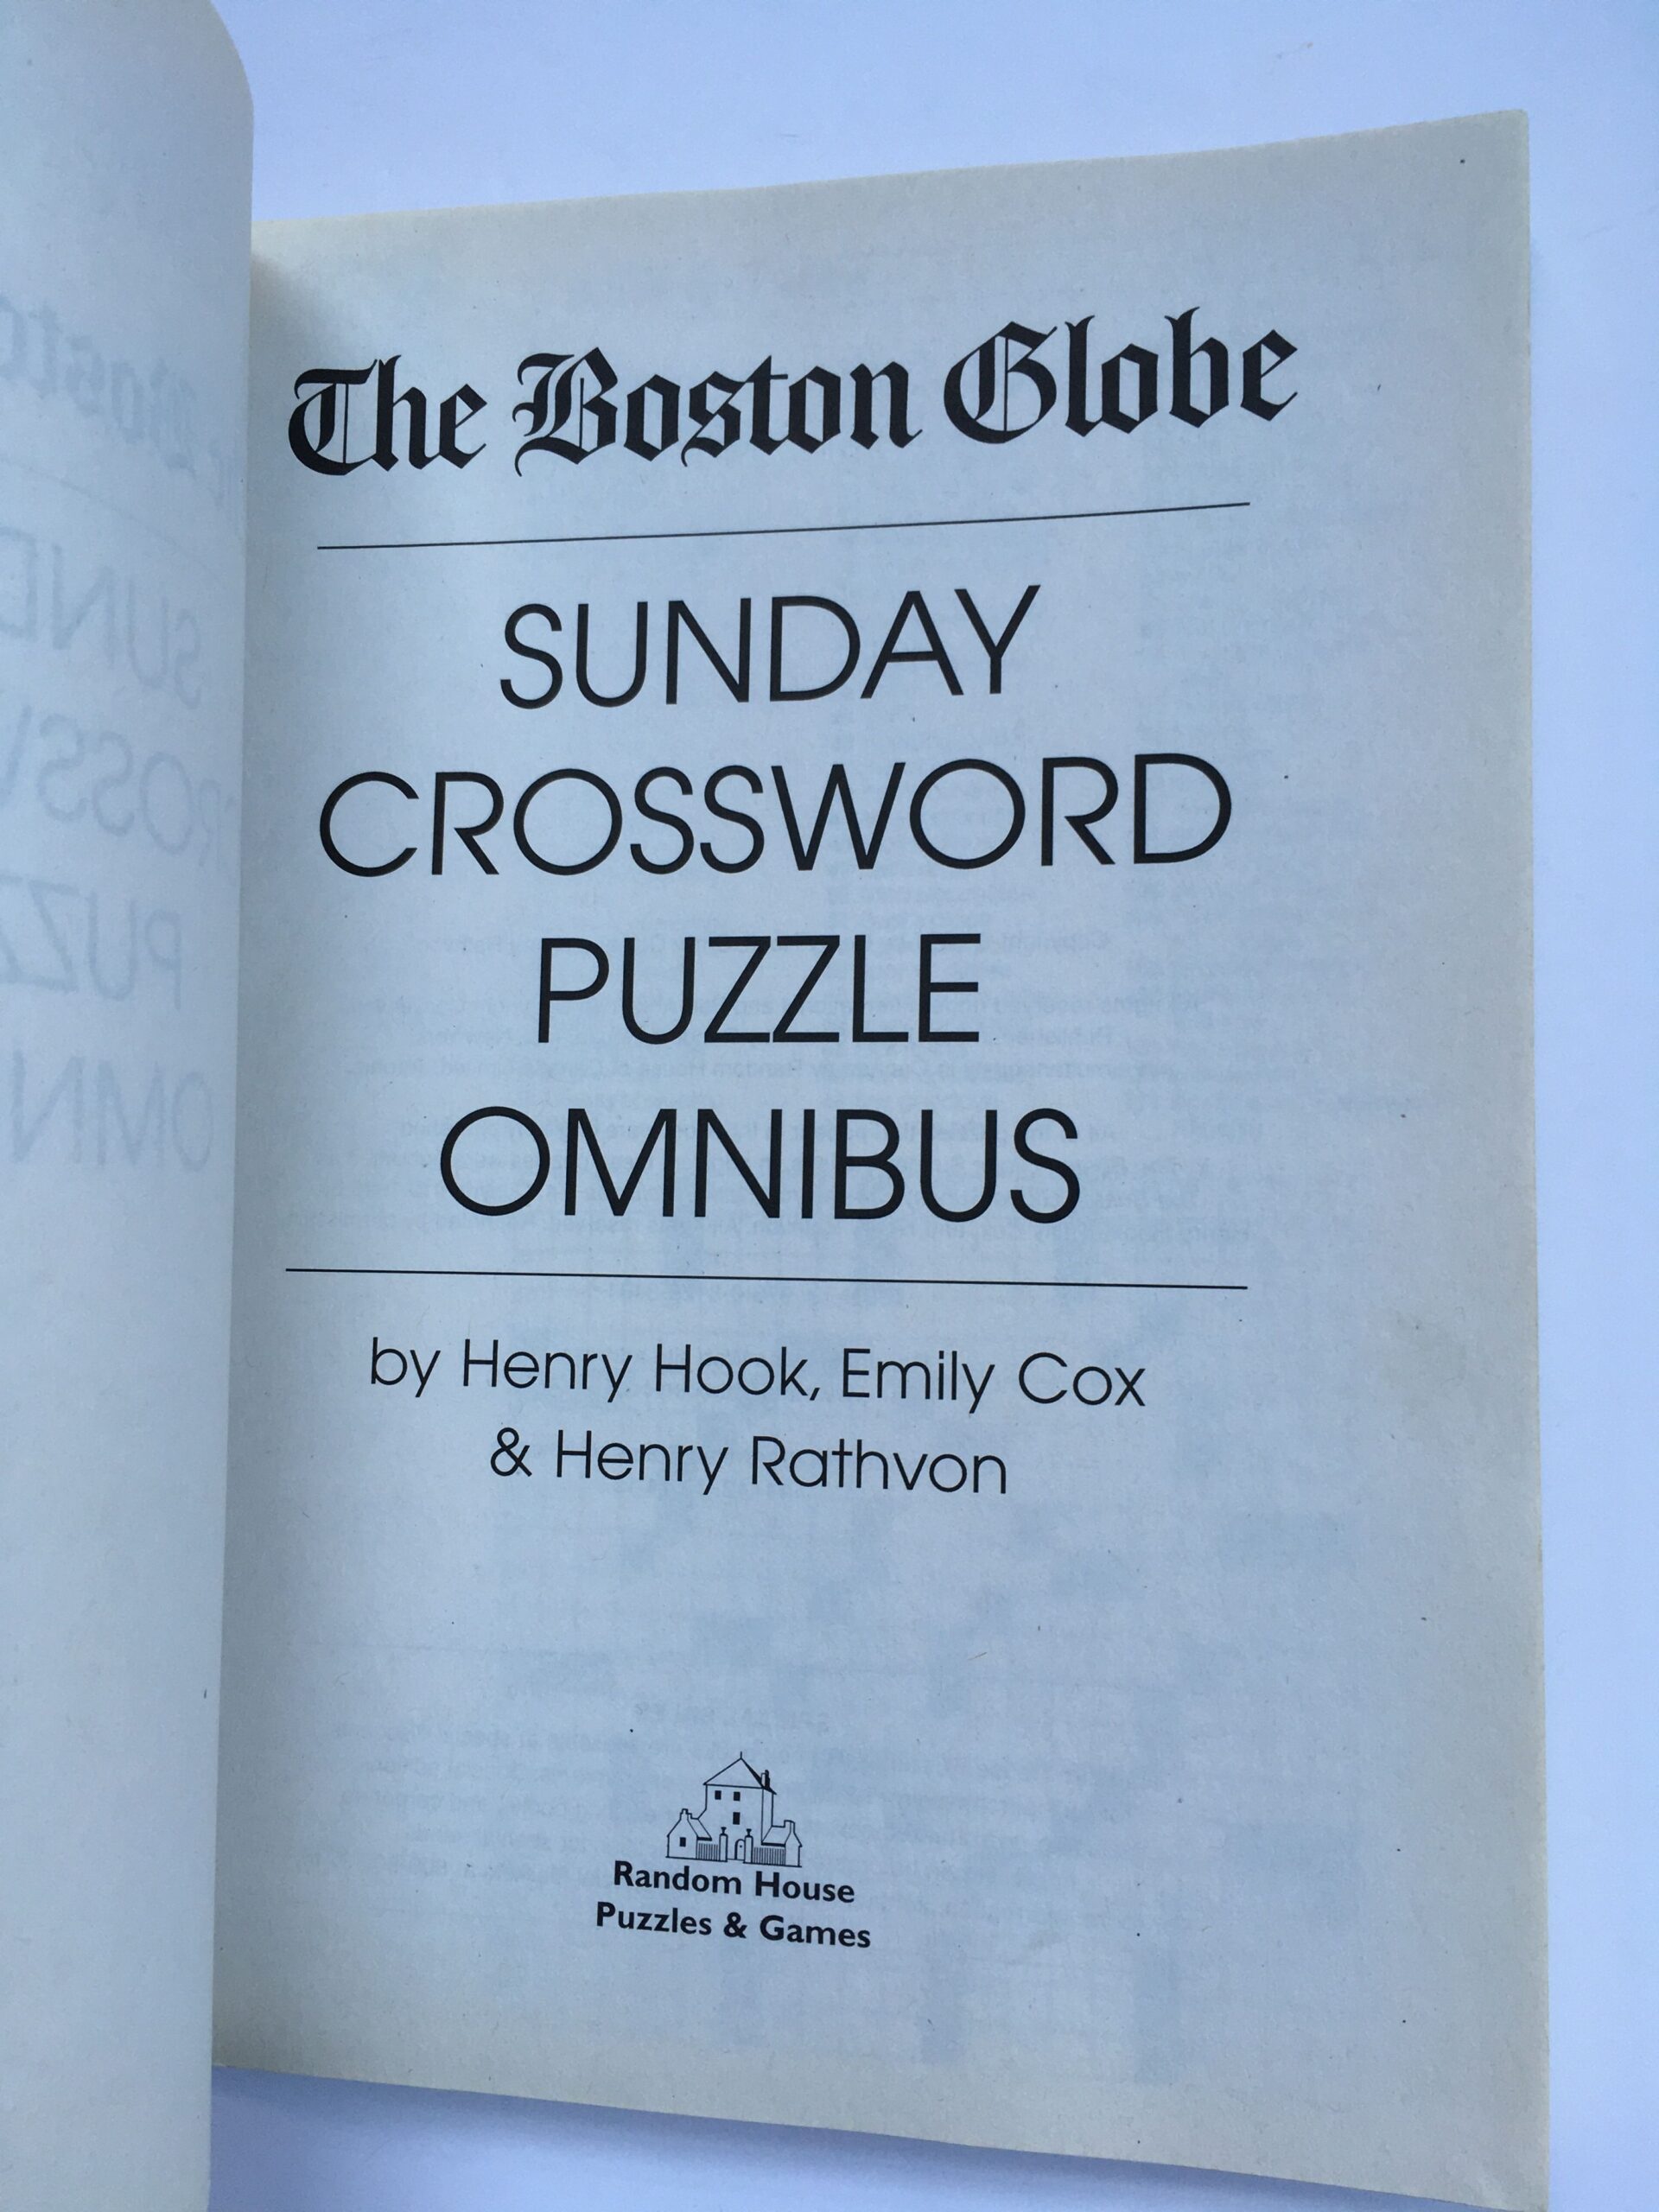 The Boston Globe
SUNDAY
CROSSWORD
PUZZLE
OMNIBUS
by Henry Hook, Emily Cox
& Henry Rathvon
Random House
Puzzles & Games